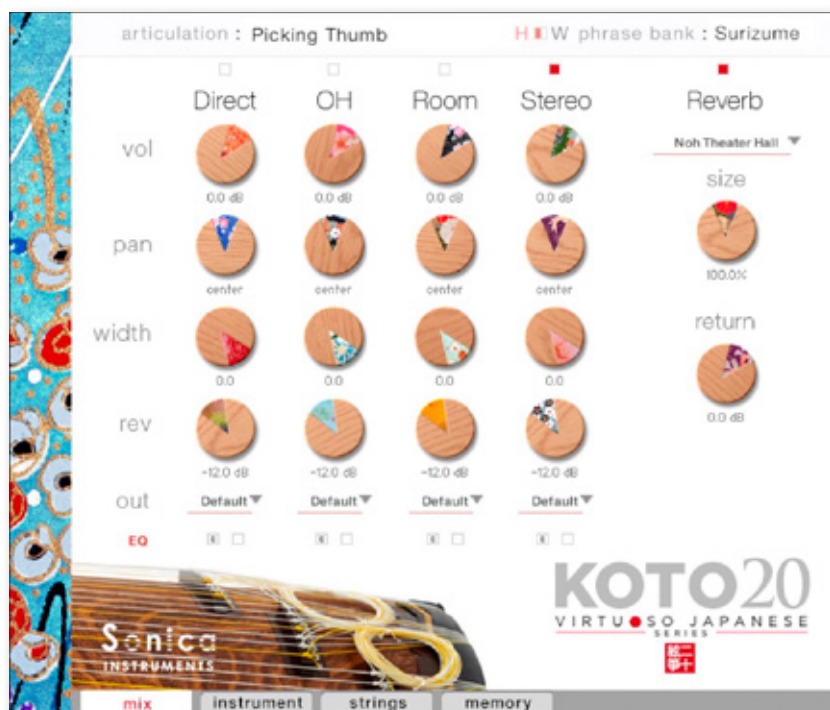 articulation : Picking Thumb
H W phrase bank : Surizume
Direct OH Room Stereo Reverb
vol
Noh Theater Hall
0.0 dB 0.0 dB 0.0 dB 0.0 dB
size
pan
center center center center
100.0%
width
return
0.0 0.0 0.0 0.0
rev
0.0 dB
-12.0 dB -12.0 dB -12.0 dB -12.0 dB
out Default Default Default Default
EQ
KOTO20
VIRTUOSO JAPANESE
SERIES
Sonica
INSTRUMENTS
mix instrument strings memory